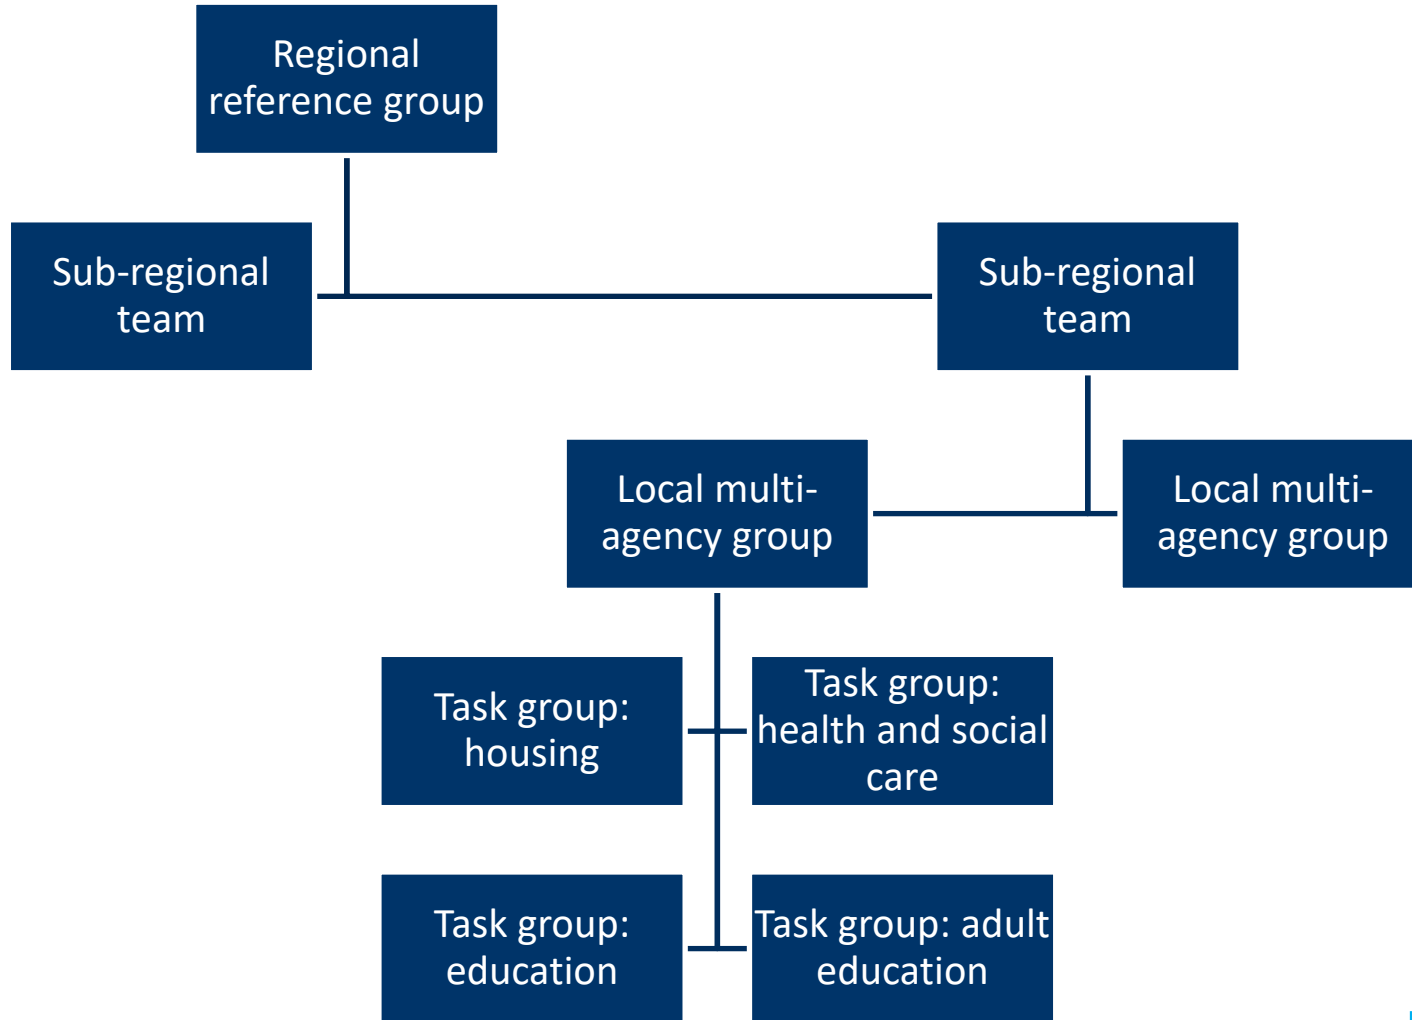 Regional
reference group
Sub-regional
team
Sub-regional
team
Local multi-
agency group
Local multi-
agency group
Task group:
housing
Task group:
health and social
care
Task group:
education
Task group: adult
education